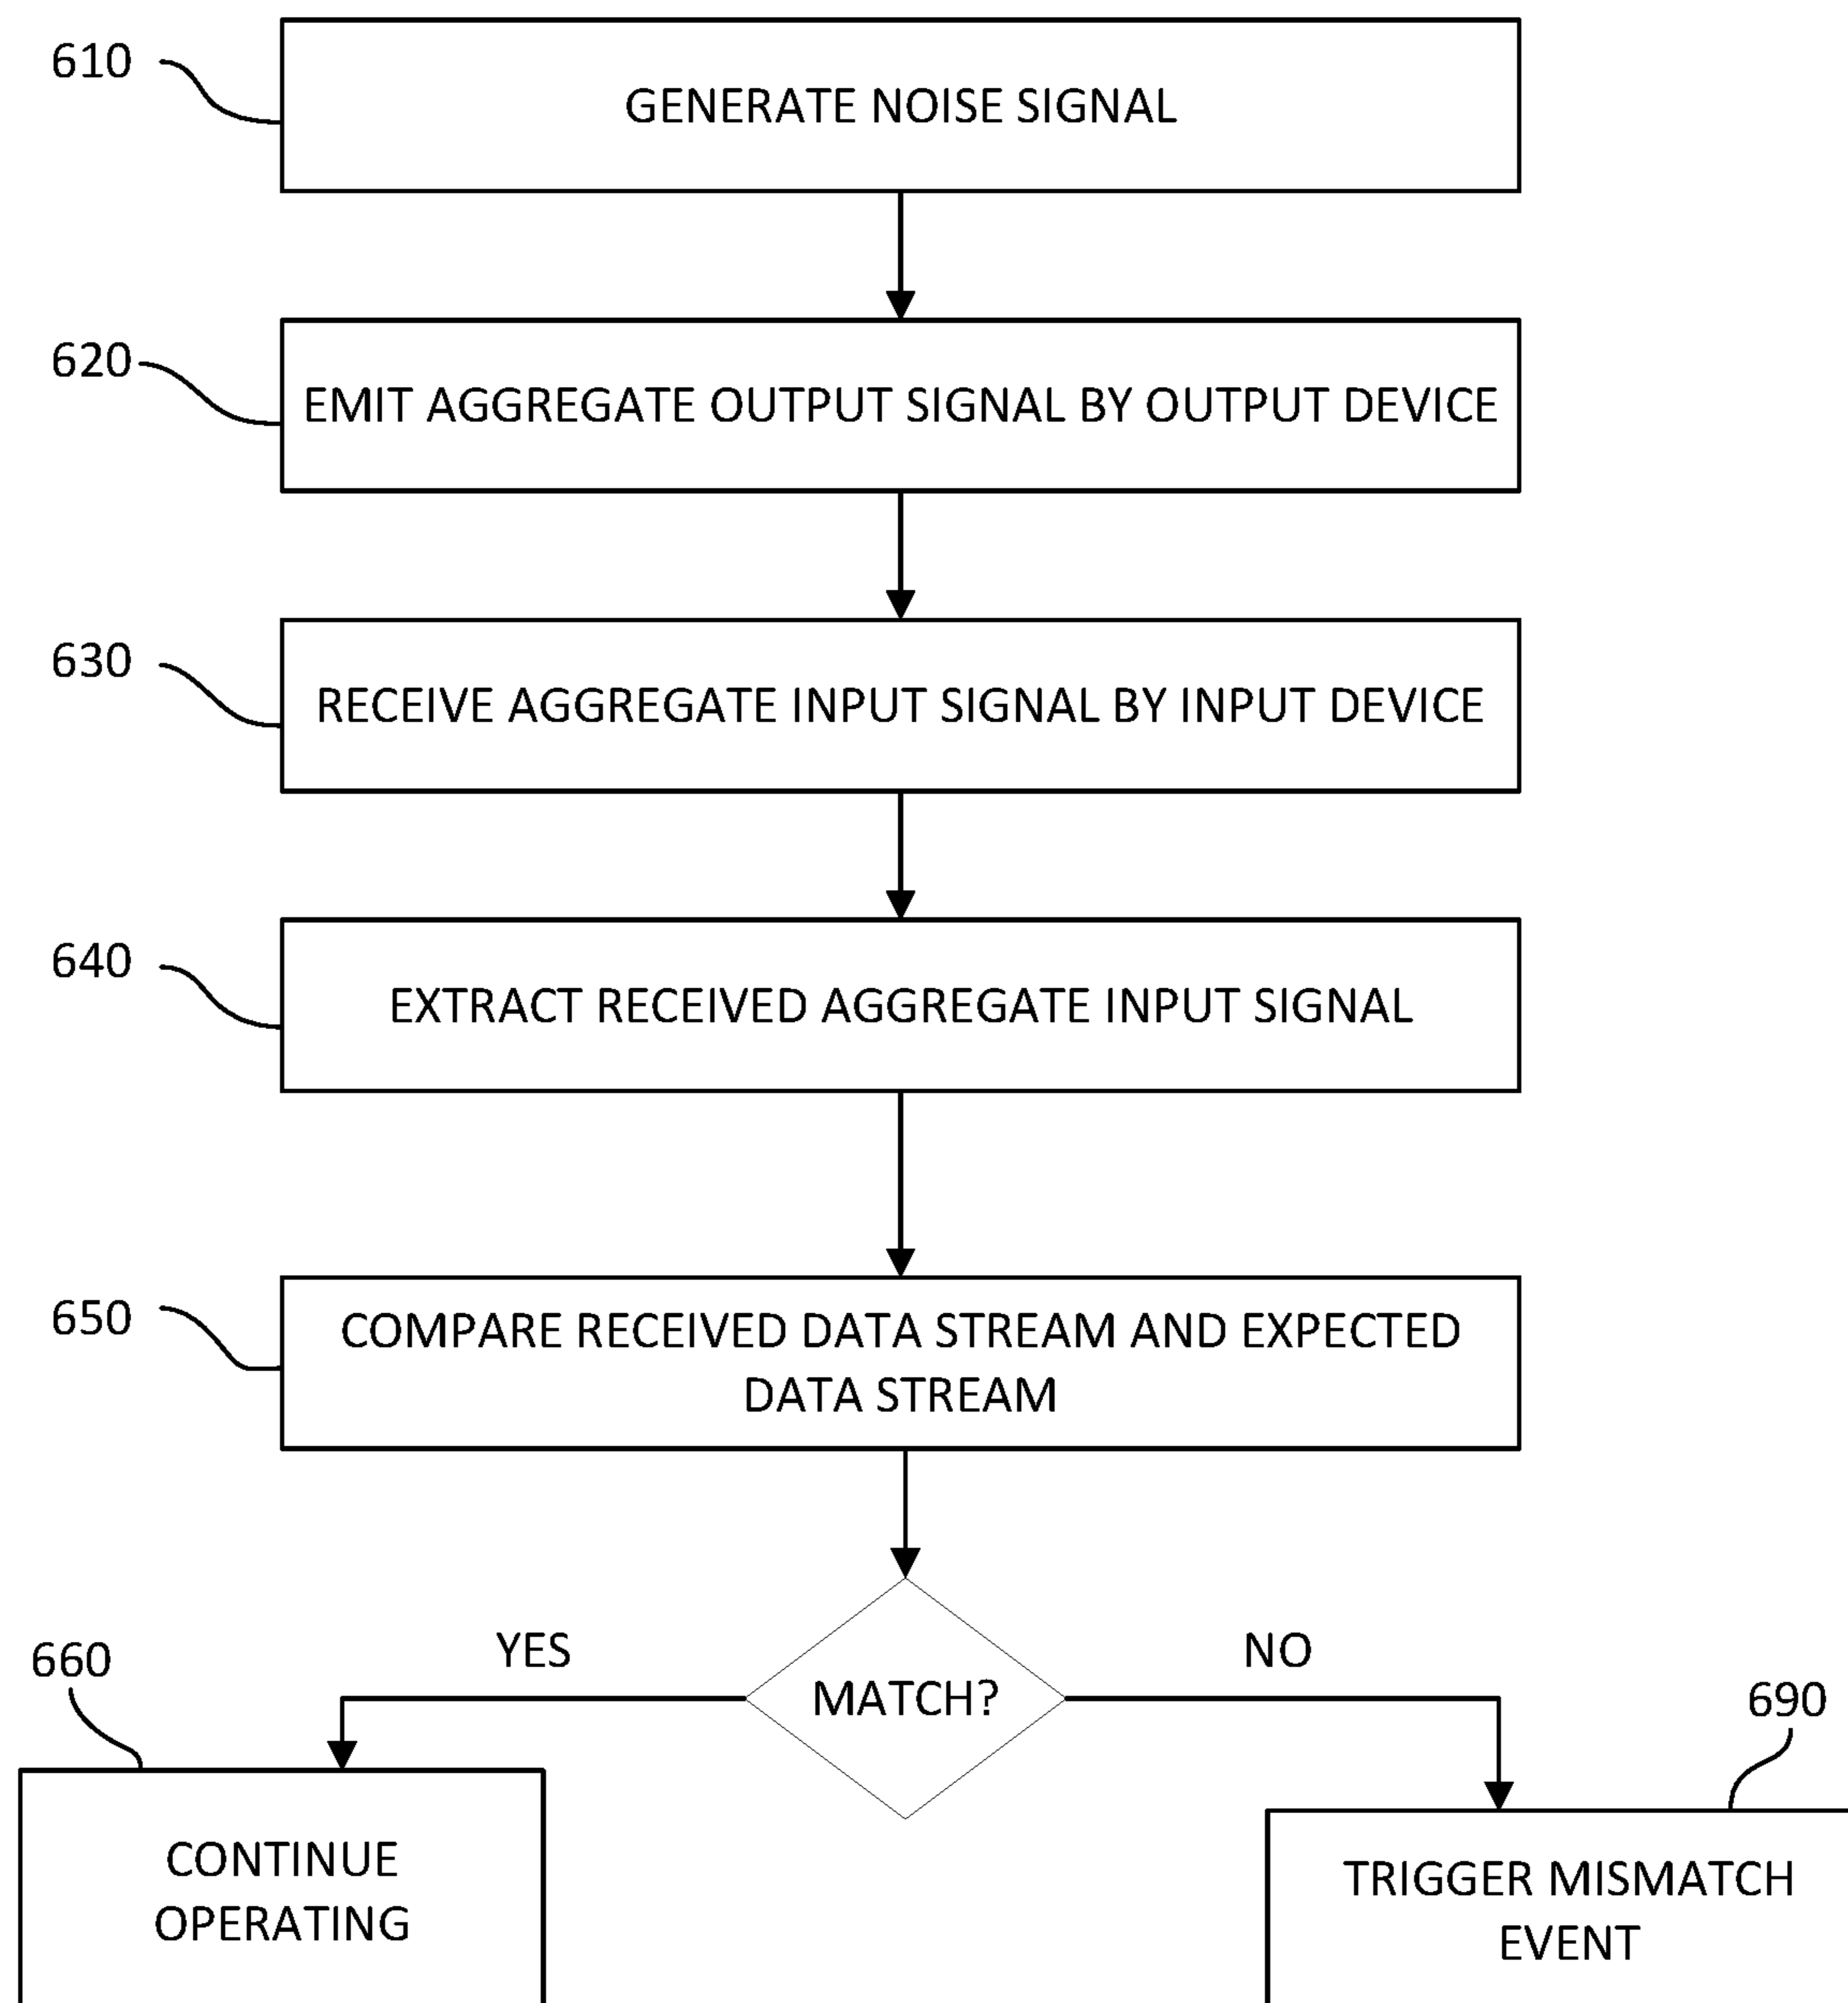 610
GENERATE NOISE SIGNAL
620
EMIT AGGREGATE OUTPUT SIGNAL BY OUTPUT DEVICE
630
RECEIVE AGGREGATE INPUT SIGNAL BY INPUT DEVICE
640
EXTRACT RECEIVED AGGREGATE INPUT SIGNAL
650
COMPARE RECEIVED DATA STREAM AND EXPECTED
DATA STREAM
YES
NO
MATCH?
660
690
CONTINUE
OPERATING
TRIGGER MISMATCH
EVENT